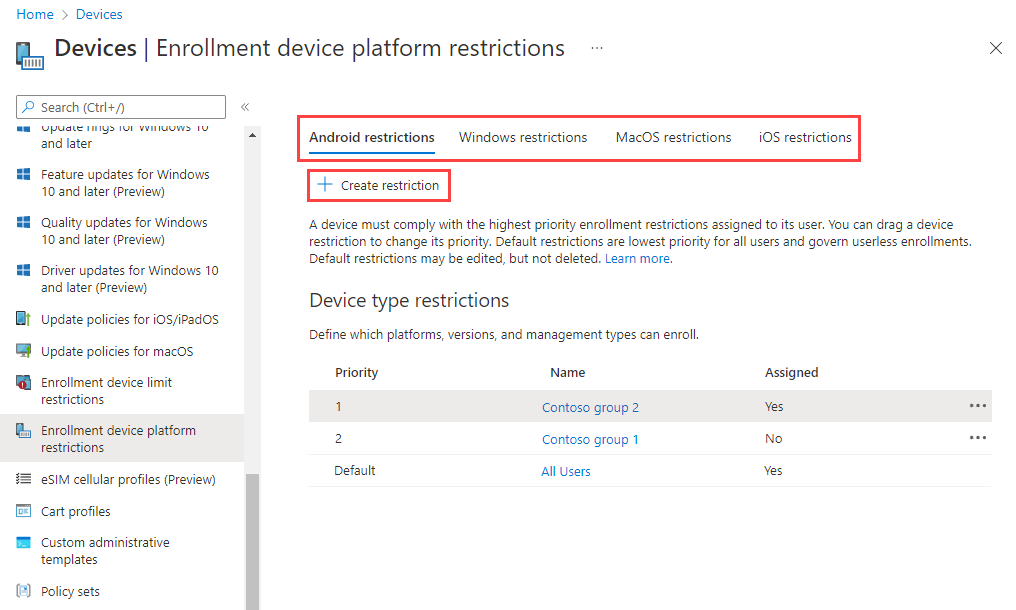 Home > Devices
Devices | Enrollment device platform restrictions ...
Search (Ctrl+/) «
Update rings for Windows 10
and later
Feature updates for Windows
10 and later (Preview)
Quality updates for Windows
10 and later (Preview)
Driver updates for Windows 10
and later (Preview)
Update policies for iOS/iPadOS
Update policies for macOS
Enrollment device limit
restrictions
Enrollment device platform
restrictions
eSIM cellular profiles (Preview)
Cart profiles
Custom administrative
templates
Policy sets
Android restrictions Windows restrictions MacOS restrictions iOS restrictions
+ Create restriction
A device must comply with the highest priority enrollment restrictions assigned to its user. You can drag a device
restriction to change its priority. Default restrictions are lowest priority for all users and govern userless enrollments.
Default restrictions may be edited, but not deleted. Learn more.
Device type restrictions
Define which platforms, versions, and management types can enroll.
Priority Name Assigned
1 Contoso group 2 Yes ...
2 Contoso group 1 No ...
Default All Users Yes